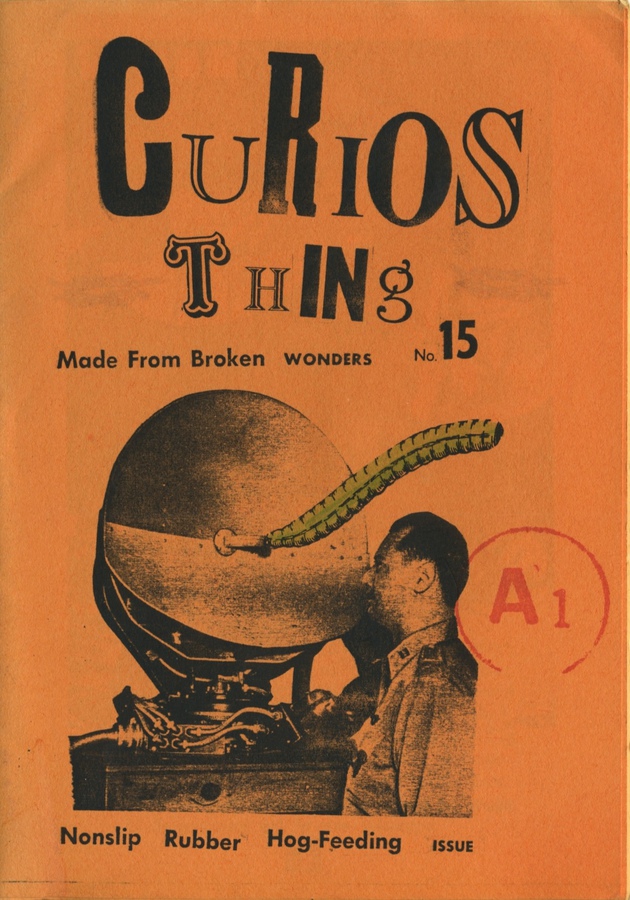 CURIOS
THING
Made From Broken WONDERS No. 15
A1
Nonslip Rubber Hog-Feeding ISSUE